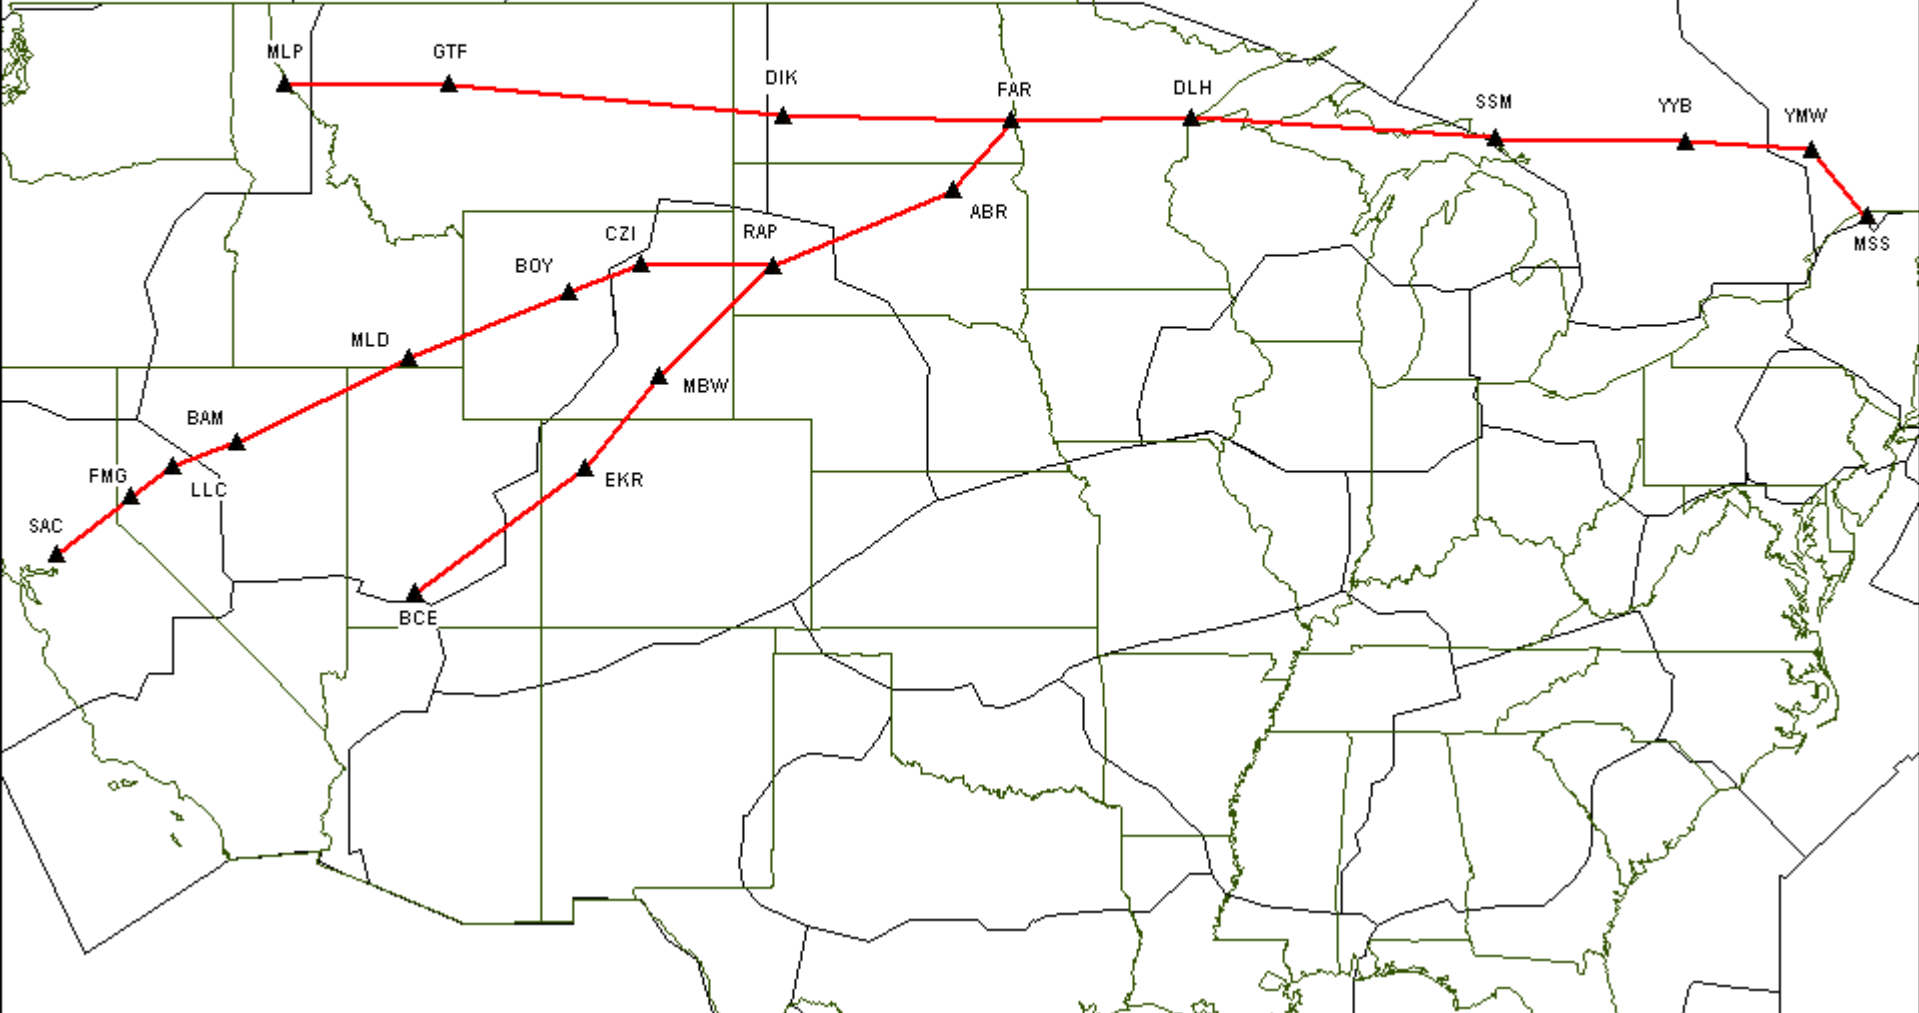 MLP
GTF
DIK
FAR
DLH
SSM
YYB
YMW
ABR
MSS
CZI
RAP
BOY
MLD
MBW
BAM
FMG
LLC
EKR
SAC
BCE